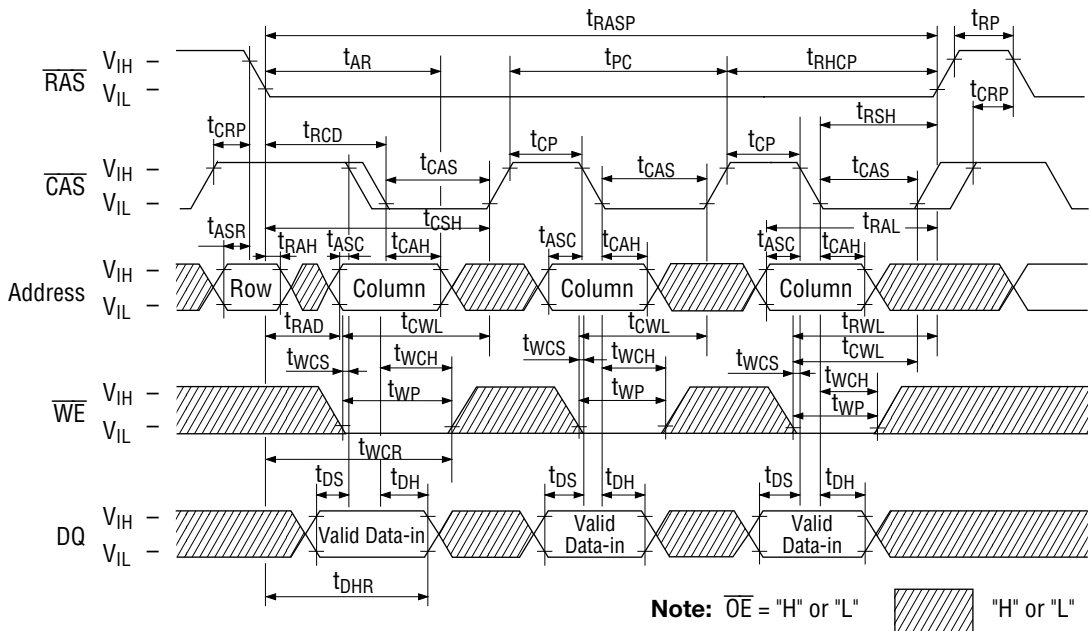 tRASP
tRP
tAR
tPC
tRHCP
RAS
VIH –
VIL –
tCRP
tCRP
tRCD
tRSH
tCP
tCP
tCAS
tCAS
tCAS
CAS
VIH –
VIL –
tCSH
tRAL
tASR
tRAH
tASC
tCAH
tASC
tCAH
tASC
tCAH
Address
VIH –
VIL –
Row
Column
Column
Column
tRAD
tCWL
tCWL
tRWL
tCWL
tWCS
tWCH
tWCS
tWCH
tWCS
tWCH
tWP
tWP
tWP
WE
VIH –
VIL –
tWCR
tDS
tDH
tDS
tDH
tDS
tDH
DQ
VIH –
VIL –
Valid Data-in
Valid
Data-in
Valid
Data-in
tDHR
Note: OE = "H" or "L"
"H" or "L"